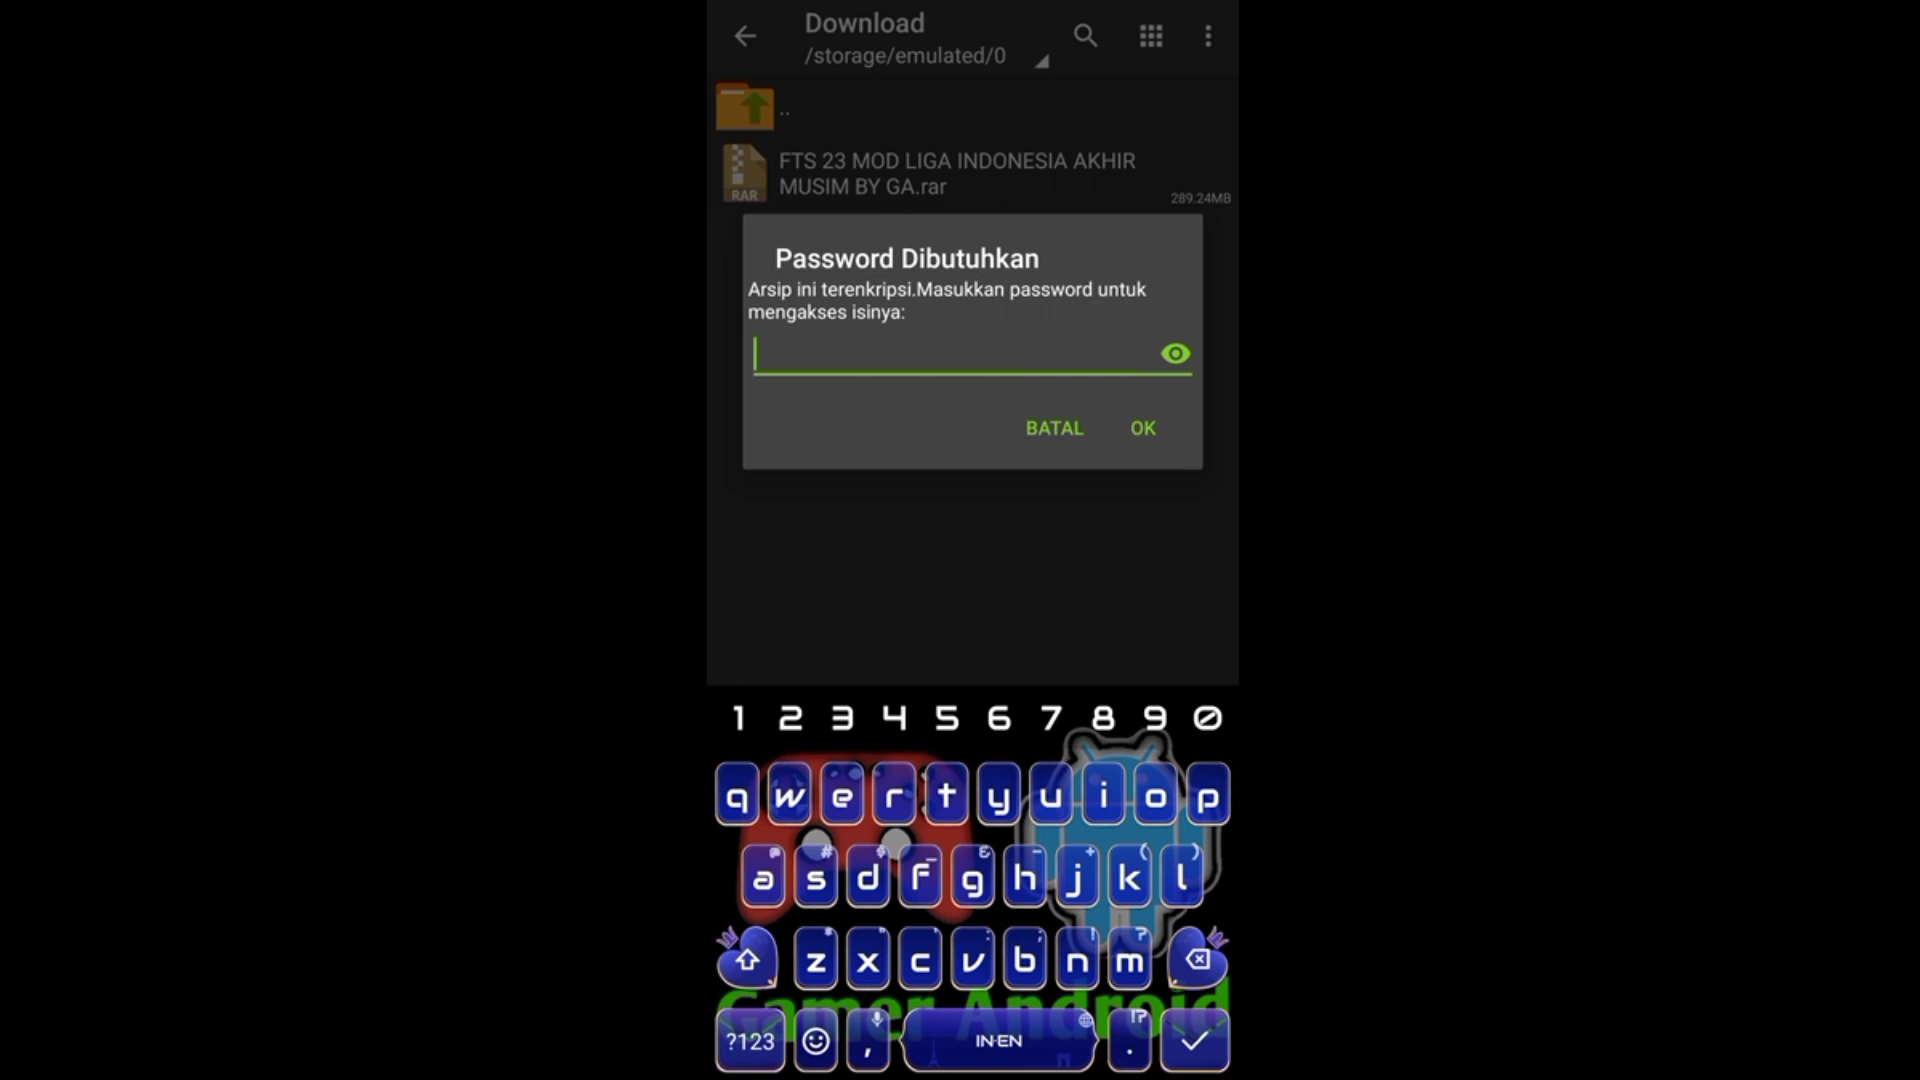 Download
/storage/emulated/0
..
FTS 23 MOD LIGA INDONESIA AKHIR
MUSIM BY GA.rar
RAR
289.24MB
Password Dibutuhkan
Arsip ini terenkripsi.Masukkan password untuk
mengakses isinya:
BATAL OK
1 2 3 4 5 6 7 8 9 0
q w e r t y u i o p
a s d f g h j k l
z x c v b n m
Gamer Android
?123 , IN·EN . !?